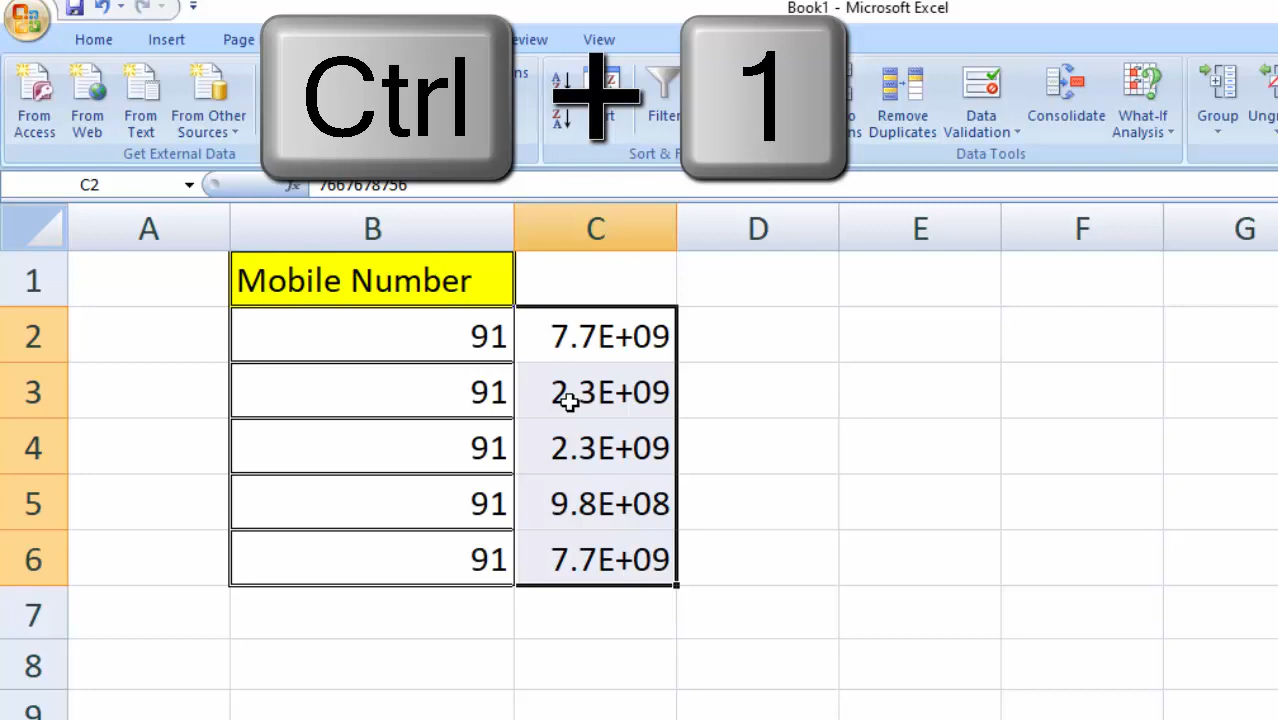 Book1 - Microsoft Excel
Home Insert Page eview View
Ctrl + 1
From Access
From Web
From Text
From Other Sources
Get External Data
Filter
Remove Duplicates
Data Validation
Consolidate
What-If Analysis
Group
Sort & F
Data Tools
C2 fx 7667678756
A B C D E F G
1 Mobile Number
2 91 7.7E+09
3 91 2.3E+09
4 91 2.3E+09
5 91 9.8E+08
6 91 7.7E+09
7
8
9